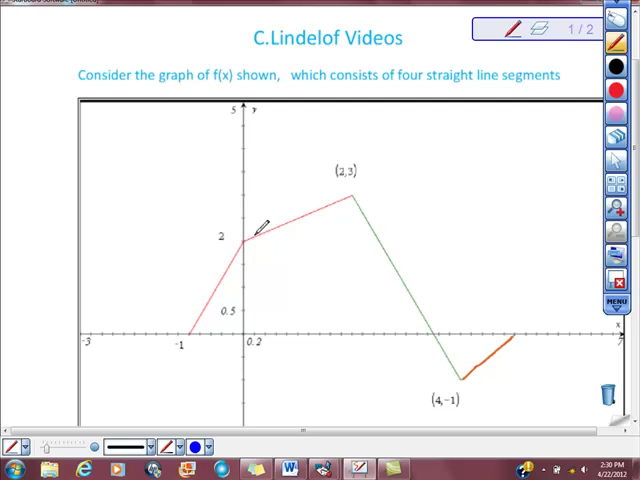 1 / 2
C.Lindelof Videos
Consider the graph of f(x) shown, which consists of four straight line segments
5 y
(2,3)
2
0.5
-3 -1 0.2 x 7
(4,-1)
MENU
2:30 PM
4/22/2012